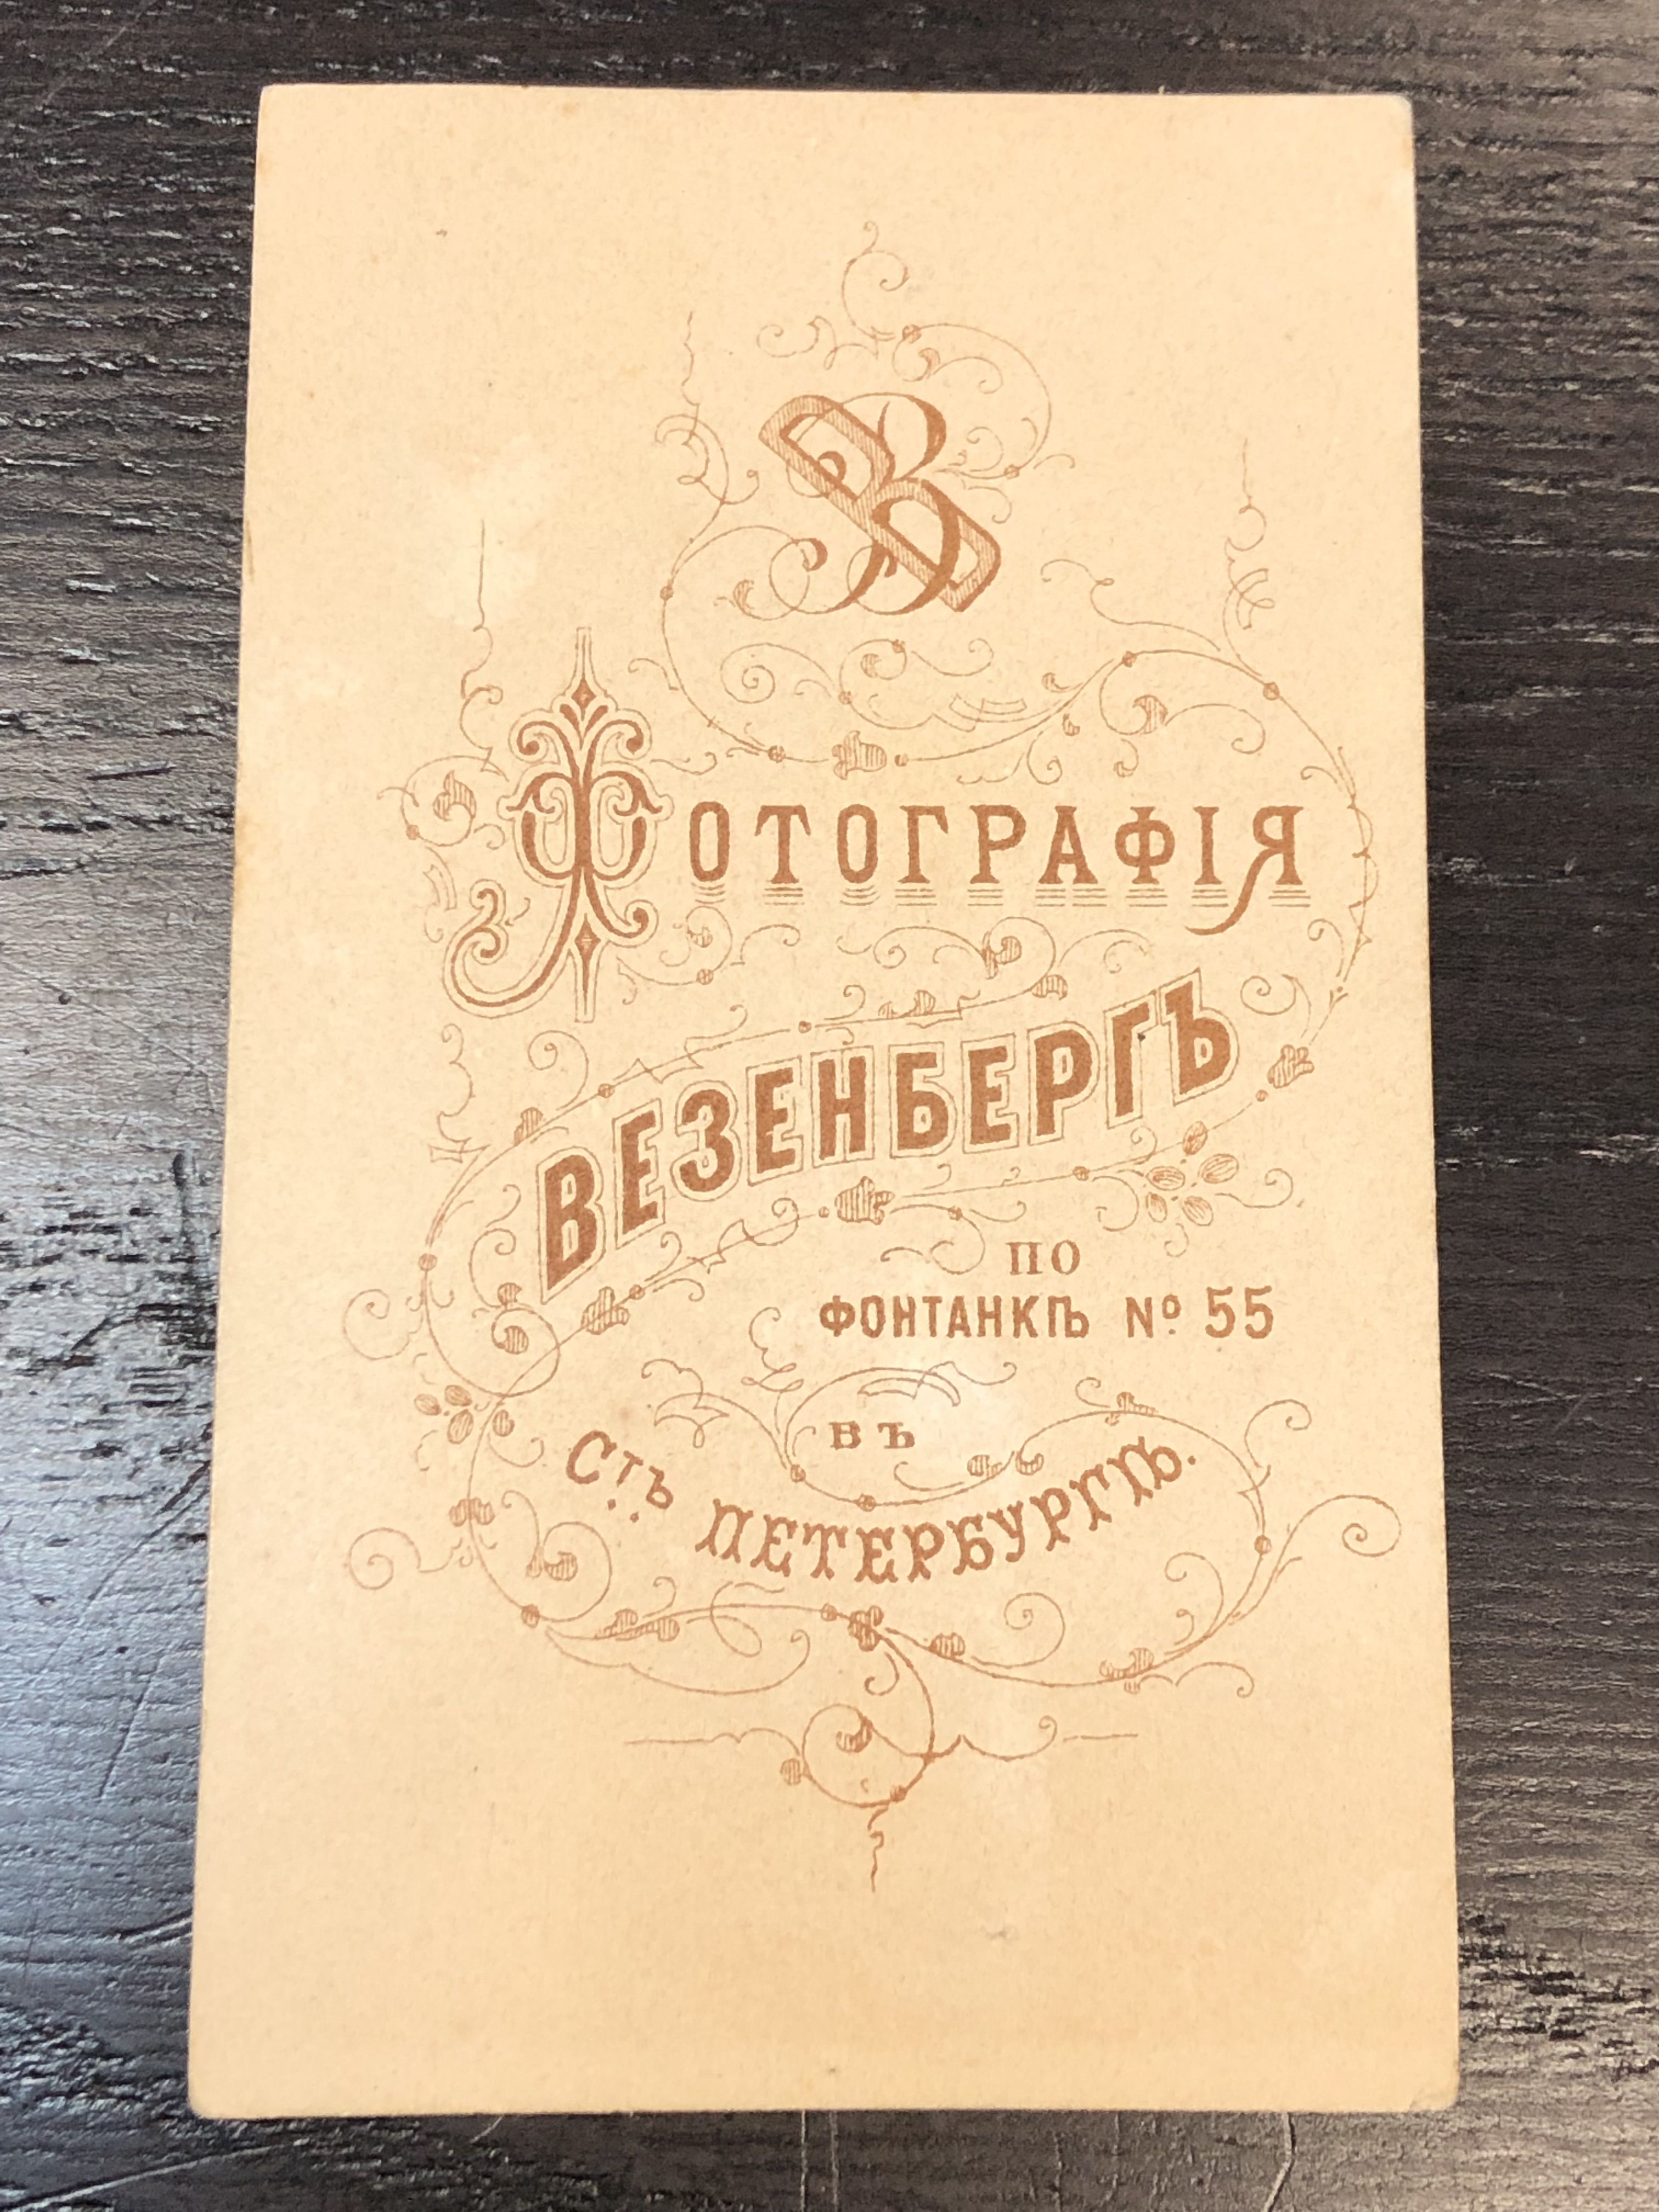 ФОТОГРАФІЯ
ВЕЗЕНБЕРГЪ
ПО
ФОНТАНКѢ № 55
ВЪ
Стъ ПЕТЕРБУРГѢ.